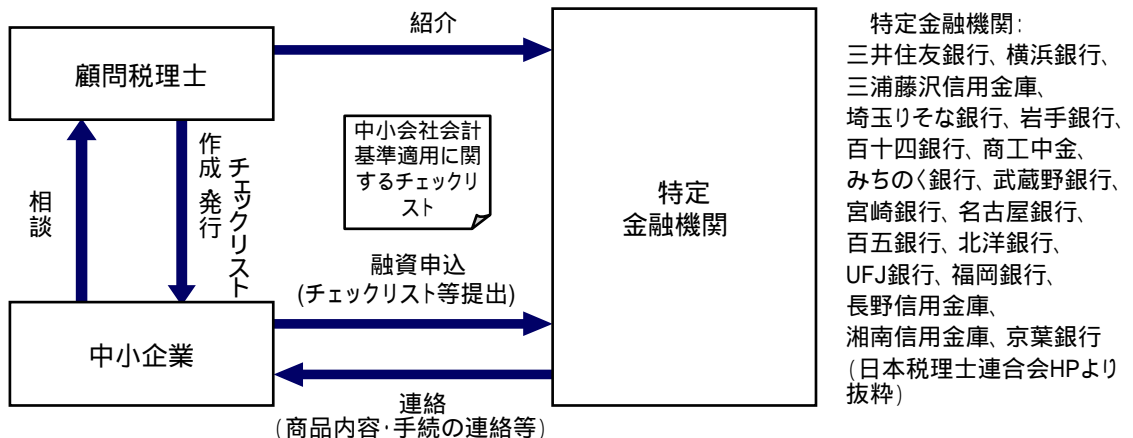 紹介
顧問税理士
中小会社会計
基準適用に関
するチェックリ
スト
相談
チェックリスト
作成・発行
特定
金融機関
融資申込
(チェックリスト等提出)
中小企業
連絡
(商品内容・手続の連絡等)
特定金融機関:
三井住友銀行、横浜銀行、
三浦藤沢信用金庫、
埼玉りそな銀行、岩手銀行、
百十四銀行、商工中金、
みちのく銀行、武蔵野銀行、
宮崎銀行、名古屋銀行、
百五銀行、北洋銀行、
UFJ銀行、福岡銀行、
長野信用金庫、
湘南信用金庫、京葉銀行
(日本税理士連合会HPより
抜粋)